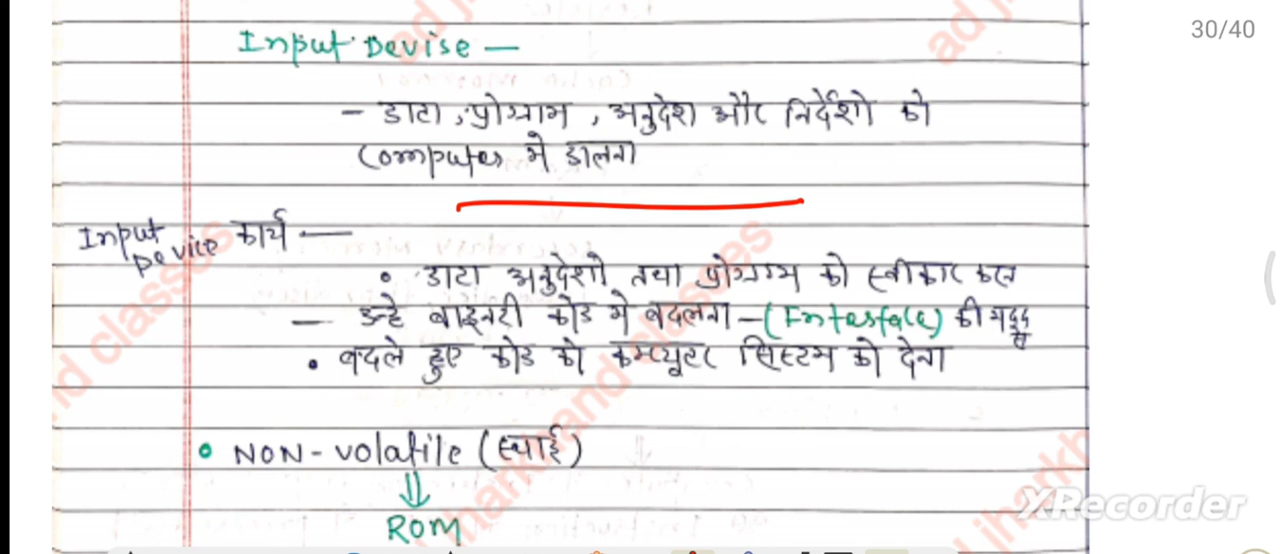 30/40
Input Devise —
- डाटा, प्रोग्राम, अनुदेश और निर्देशो को
Computer मे डालना
Input Device कार्य —
• डाटा अनुदेशो तथा प्रोग्राम को स्वीकार करना
— उन्हे बाइनरी कोड मे बदलना - (Interface) की मदद से
• बदले हुए कोड को कम्प्यूटर सिस्टम को देना
• NON-volatile (स्थाई)
⇓
ROM
XRecorder